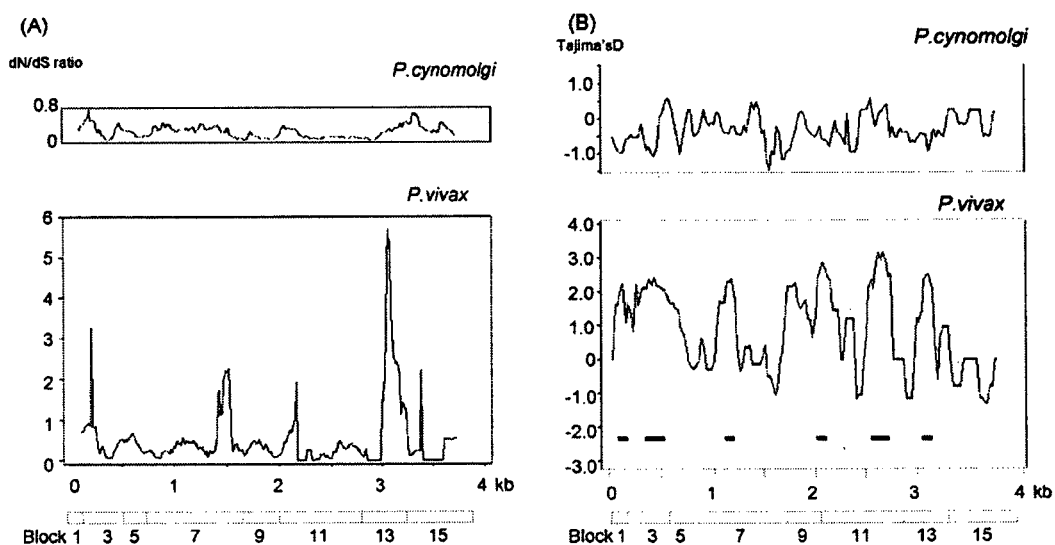 (A)
dN/dS ratio
P.cynomolgi
0.8
0
P.vivax
6
5
4
3
2
1
0
0 1 2 3 4 kb
Block 1 3 5 7 9 11 13 15
(B)
Tajima'sD
P.cynomolgi
1.0
0
-1.0
P.vivax
4.0
3.0
2.0
1.0
0
-1.0
-2.0
-3.0
0 1 2 3 4 kb
Block 1 3 5 7 9 11 13 15